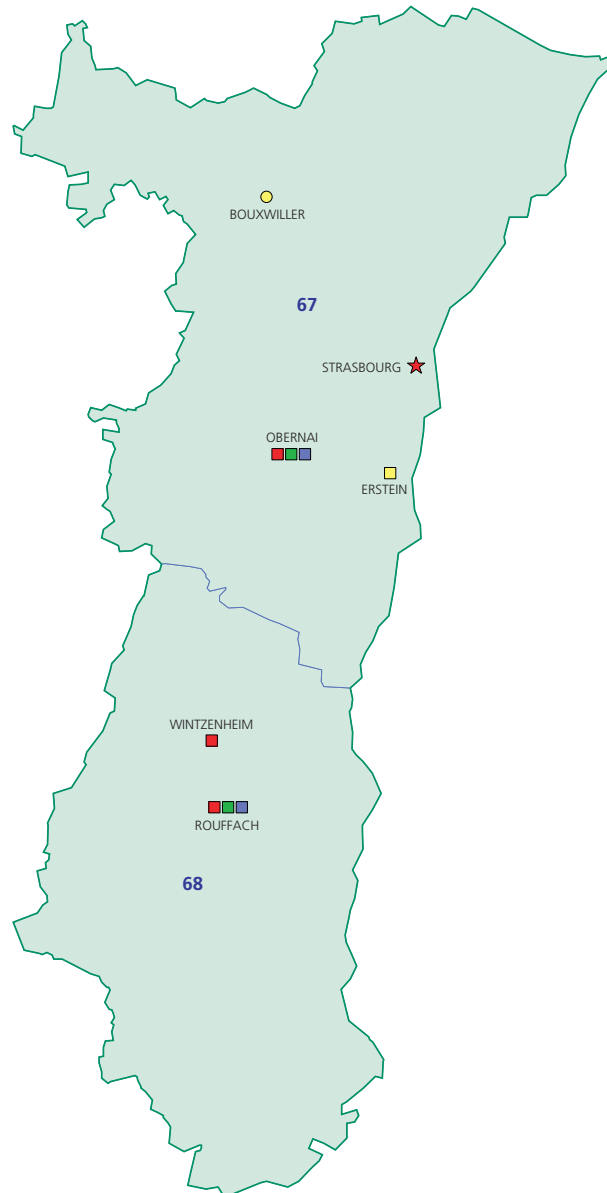 BOUXWILLER
67
STRASBOURG
OBERNAI
ERSTEIN
WINTZENHEIM
ROUFFACH
68